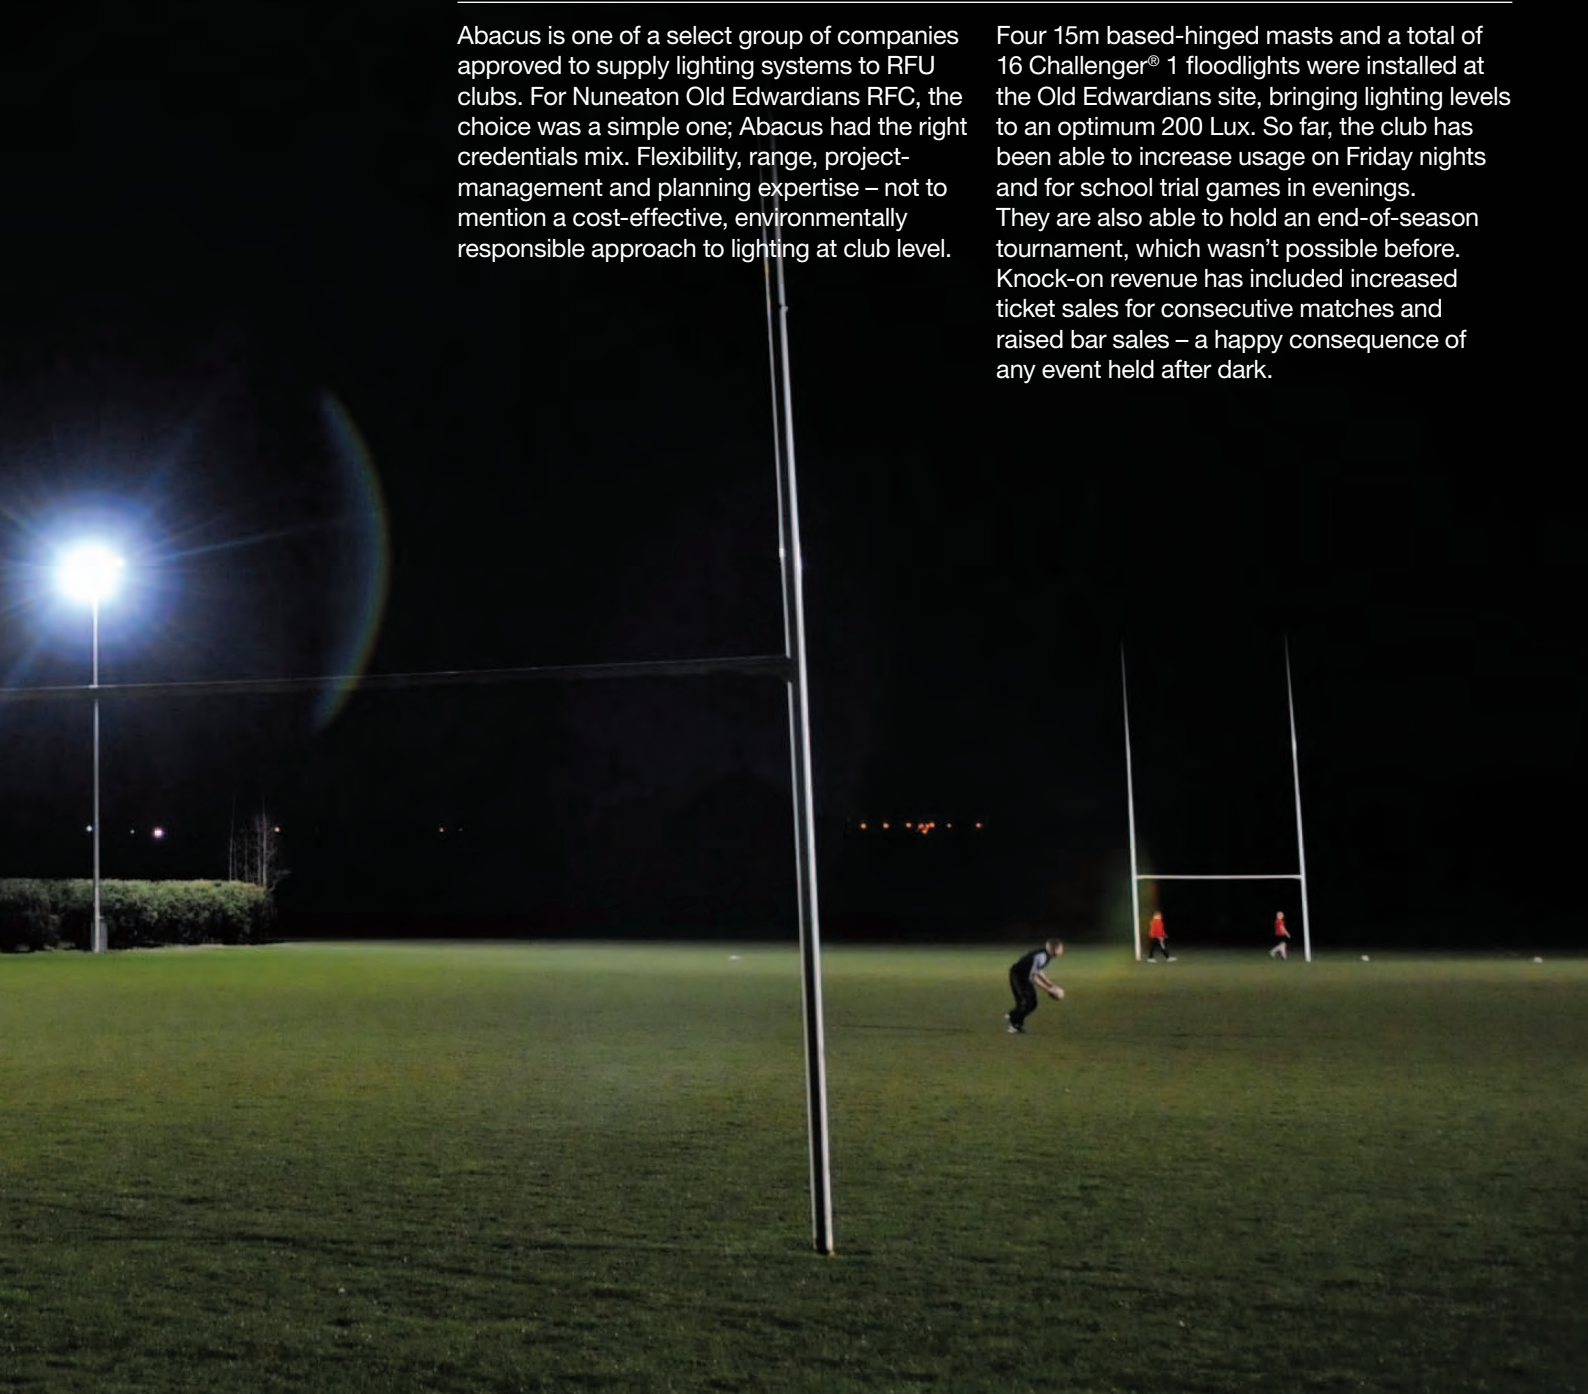 Abacus is one of a select group of companies
approved to supply lighting systems to RFU
clubs. For Nuneaton Old Edwardians RFC, the
choice was a simple one; Abacus had the right
credentials mix. Flexibility, range, project-
management and planning expertise – not to
mention a cost-effective, environmentally
responsible approach to lighting at club level.
Four 15m based-hinged masts and a total of
16 Challenger® 1 floodlights were installed at
the Old Edwardians site, bringing lighting levels
to an optimum 200 Lux. So far, the club has
been able to increase usage on Friday nights
and for school trial games in evenings.
They are also able to hold an end-of-season
tournament, which wasn’t possible before.
Knock-on revenue has included increased
ticket sales for consecutive matches and
raised bar sales – a happy consequence of
any event held after dark.